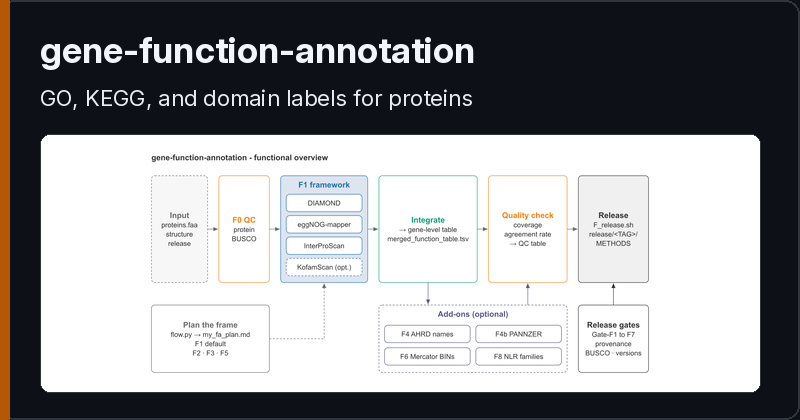 gene-function-annotation
GO, KEGG, and domain labels for proteins
gene-function-annotation - functional overview
Input
proteins.faa
structure
release
F0 QC
protein
BUSCO
F1 framework
DIAMOND
eggNOG-mapper
InterProScan
KofamScan (opt.)
Integrate
→ gene-level table
merged_function_table.tsv
Quality check
coverage
agreement rate
→ QC table
Release
F_release.sh
release/<TAG>/
METHODS
Plan the frame
flow.py → my_fa_plan.md
F1 default
F2 · F3 · F5
Add-ons (optional)
F4 AHRD names
F4b PANNZER
F6 Mercator BINs
F8 NLR families
Release gates
Gate-F1 to F7
provenance
BUSCO · versions